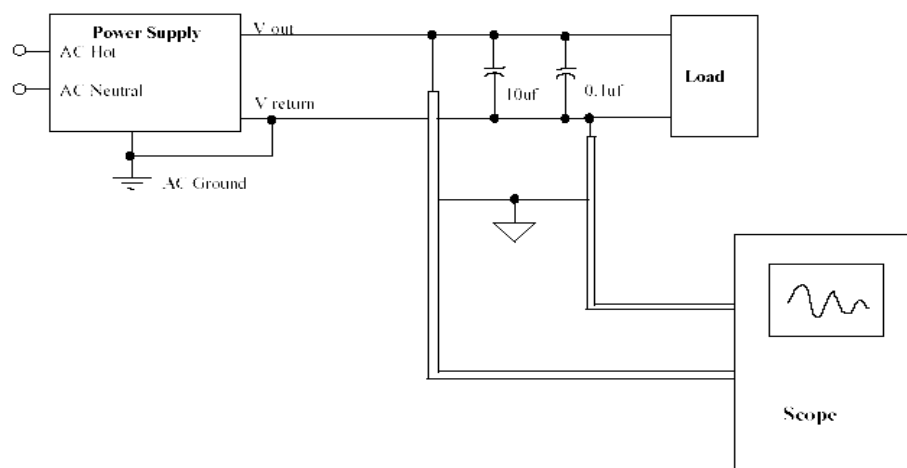 Power Supply
V out
AC Hot
AC Neutral
V return
10uf
0.1uf
Load
AC Ground
Scope